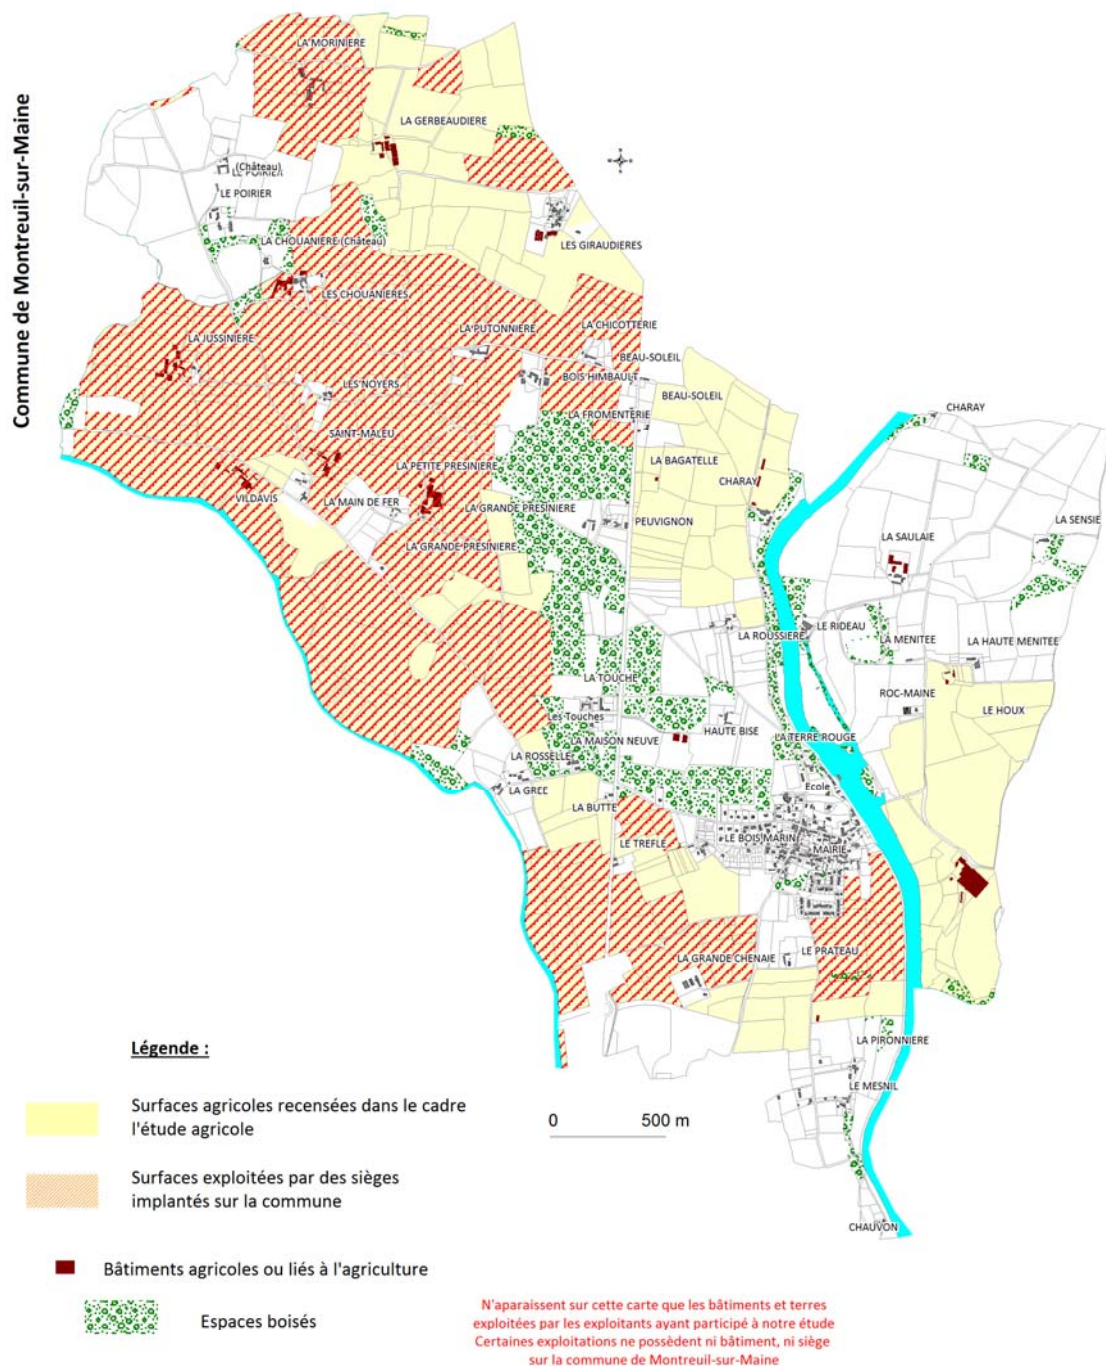 Commune de Montreuil-sur-Maine
LA MORINIERE
LA GERBEAUDIERE
(Château)
LE POIRIER
LE POIRIER
LA CHOUANIERE (Château)
LES GIRAUDIERES
LES CHOUANIERES
LA JUSSINIERE
LA PUTONNIERE
LA CHICOTTERIE
BEAU-SOLEIL
LES NOYERS
BOIS HIMBAULT
BEAU-SOLEIL
CHARAY
LA FROMENTERIE
SAINT-MALEU
LA PETITE PRESINIERE
LA BAGATELLE
CHARAY
VILDAVIS
LA MAIN DE FER
LA GRANDE PRESINIERE
PEUVIGNON
LA SENSIE
LA SAULAIE
LA GRANDE PRESINIERE
LA ROUSSIERE
LE RIDEAU
LA MENITEE
LA HAUTE MENITEE
LA TOUCHE
ROC-MAINE
LE HOUX
Les Touches
LA MAISON NEUVE
HAUTE BISE
LA TERRE ROUGE
LA ROSSELLE
LA GREE
Ecole
LA BUTTE
LE TREFLE
LE BOIS MARIN
MAIRIE
LA GRANDE CHENAIE
LE PRATEAU
LA PIRONNIERE
LE MESNIL
CHAUVON
Légende :
Surfaces agricoles recensées dans le cadre
l'étude agricole
0 500 m
Surfaces exploitées par des sièges
implantés sur la commune
Bâtiments agricoles ou liés à l'agriculture
Espaces boisés
N'aparaissent sur cette carte que les bâtiments et terres
exploitées par les exploitants ayant participé à notre étude
Certaines exploitations ne possèdent ni bâtiment, ni siège
sur la commune de Montreuil-sur-Maine